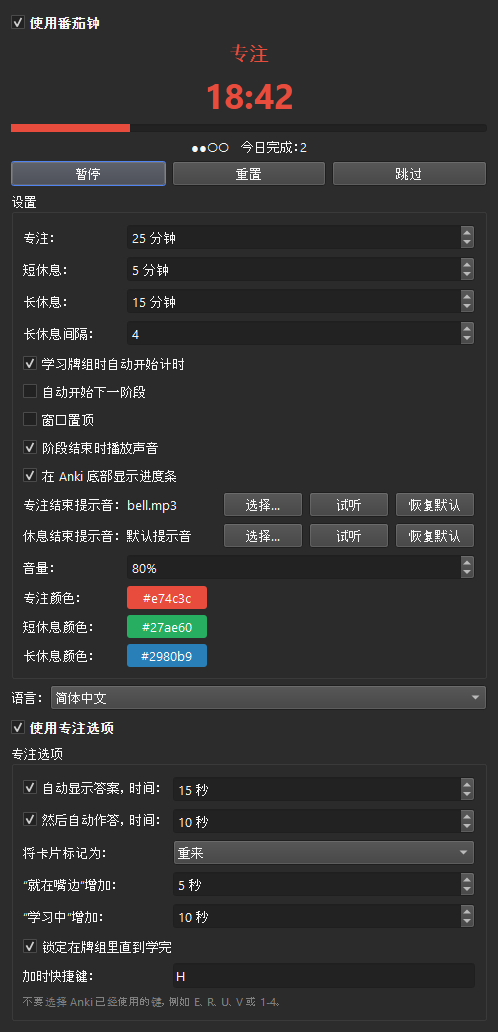 使用番茄钟
专注
18:42
●●○○ 今日完成:2
暂停 重置 跳过
设置
专注: 25 分钟
短休息: 5 分钟
长休息: 15 分钟
长休息间隔: 4
学习牌组时自动开始计时
自动开始下一阶段
窗口置顶
阶段结束时播放声音
在 Anki 底部显示进度条
专注结束提示音: bell.mp3 选择... 试听 恢复默认
休息结束提示音: 默认提示音 选择... 试听 恢复默认
音量: 80%
专注颜色: #e74c3c
短休息颜色: #27ae60
长休息颜色: #2980b9
语言: 简体中文
使用专注选项
专注选项
自动显示答案, 时间: 15 秒
然后自动作答, 时间: 10 秒
将卡片标记为: 重来
"就在嘴边"增加: 5 秒
"学习中"增加: 10 秒
锁定在牌组里直到学完
加时快捷键: H
不要选择 Anki 已经使用的键, 例如 E、R、U、V 或 1-4。